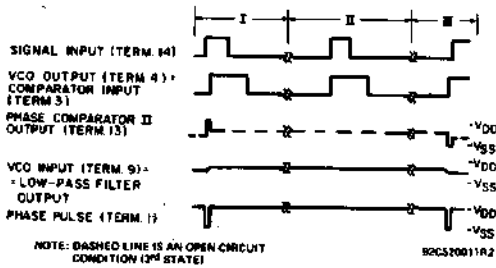 I II III
SIGNAL INPUT (TERM. 14)
VCO OUTPUT (TERM 4) =
COMPARATOR INPUT
(TERM 3)
PHASE COMPARATOR II
OUTPUT (TERM. 13)
-VDD
-VSS
VCO INPUT (TERM. 9) =
= LOW-PASS FILTER
OUTPUT
-VDD
-VSS
PHASE PULSE (TERM. 1)
-VDD
-VSS
NOTE: DASHED LINE IS AN OPEN CIRCUIT
CONDITION (3rd STATE)
92CS20011R2